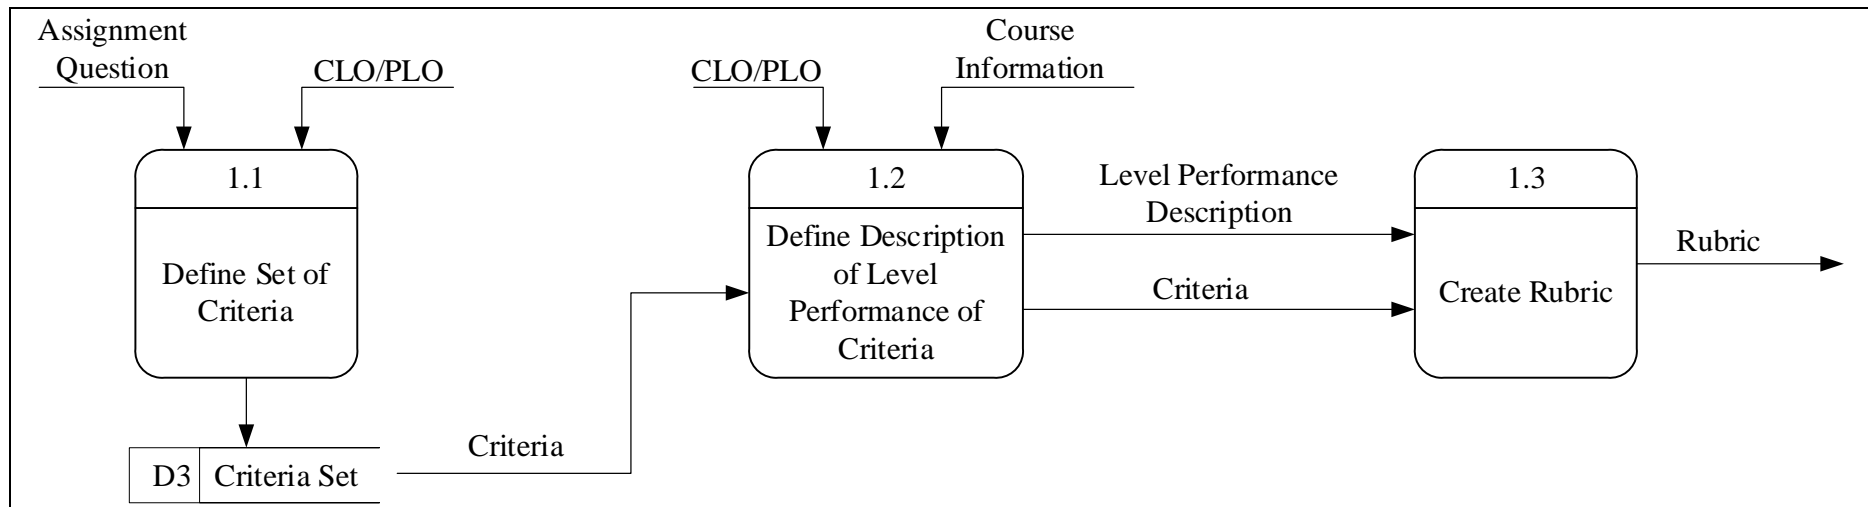 Assignment
Question
CLO/PLO
CLO/PLO
Course
Information
1.1
Define Set of
Criteria
D3
Criteria Set
Criteria
1.2
Define Description
of Level
Performance of
Criteria
Level Performance
Description
Criteria
1.3
Create Rubric
Rubric